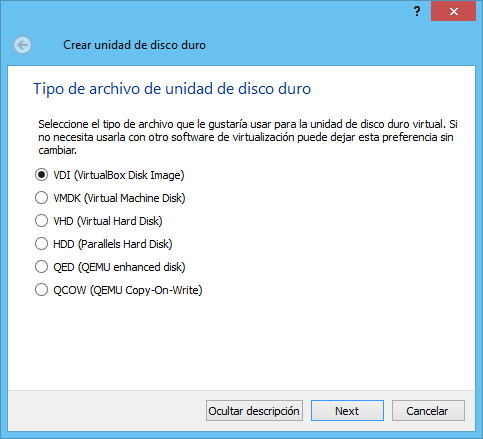 ?
Crear unidad de disco duro
Tipo de archivo de unidad de disco duro
Seleccione el tipo de archivo que le gustaría usar para la unidad de disco duro virtual. Si
no necesita usarla con otro software de virtualización puede dejar esta preferencia sin
cambiar.
VDI (VirtualBox Disk Image)
VMDK (Virtual Machine Disk)
VHD (Virtual Hard Disk)
HDD (Parallels Hard Disk)
QED (QEMU enhanced disk)
QCOW (QEMU Copy-On-Write)
Ocultar descripción Next Cancelar